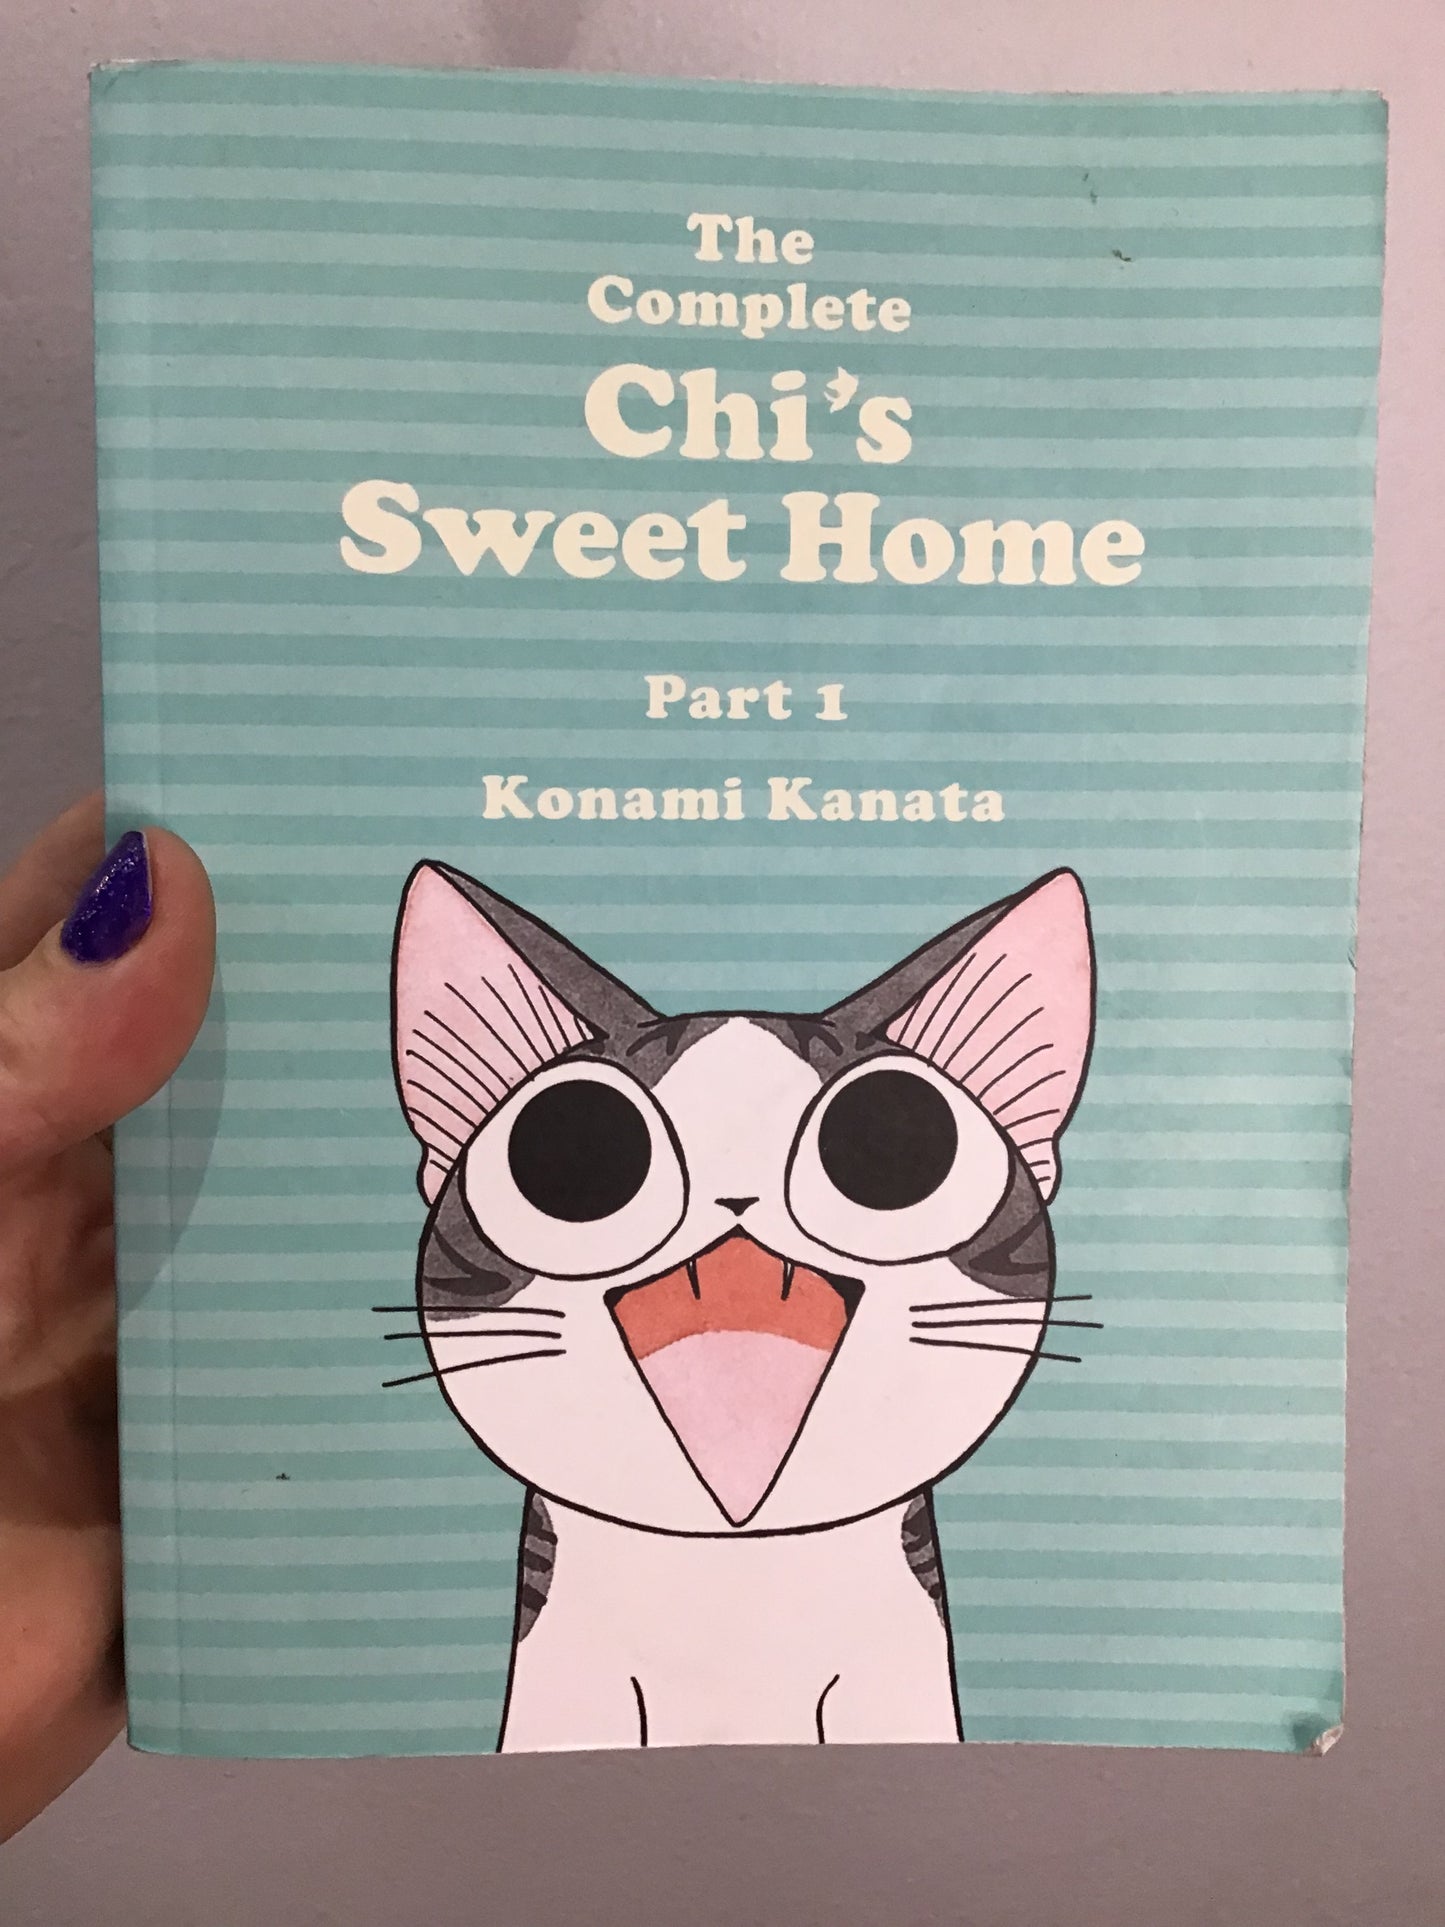 The
Complete
Chi's
Sweet Home
Part 1
Konami Kanata